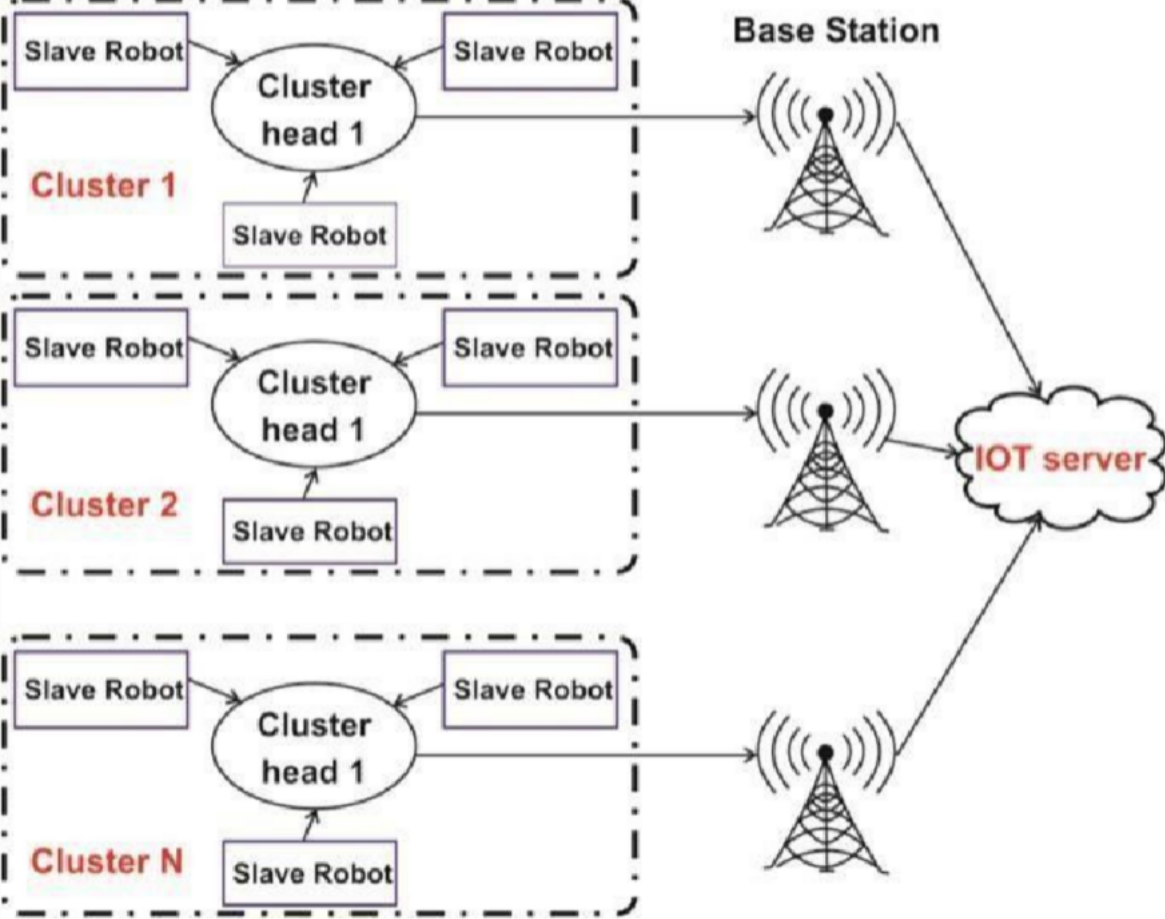 Slave Robot
Slave Robot
Base Station
Cluster
head 1
Cluster 1
Slave Robot
Slave Robot
Slave Robot
Cluster
head 1
IOT server
Cluster 2
Slave Robot
Slave Robot
Slave Robot
Cluster
head 1
Cluster N
Slave Robot